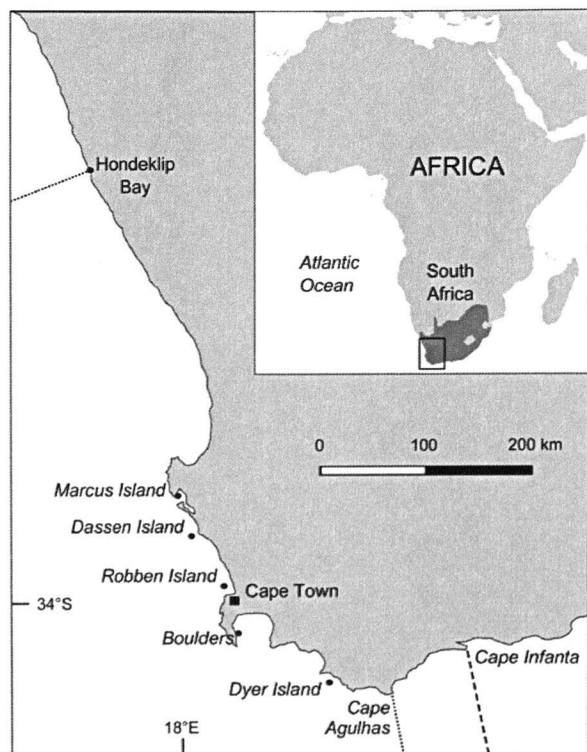 AFRICA
Atlantic
Ocean
South
Africa
Hondeklip
Bay
0 100 200 km
Marcus Island
Dassen Island
Robben Island
Cape Town
34°S
Boulders
Cape Infanta
Dyer Island
Cape
Agulhas
18°E